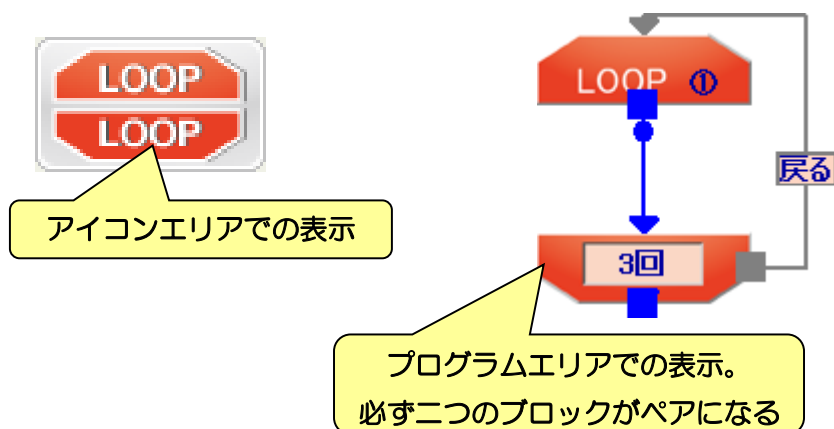 LOOP
LOOP
アイコンエリアでの表示
LOOP ①
戻る
3回
プログラムエリアでの表示。
必ず二つのブロックがペアになる